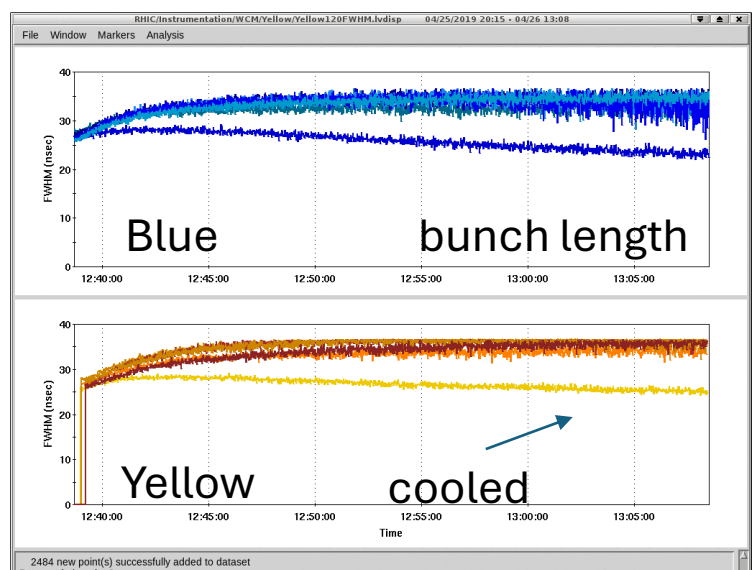 RHIC/Instrumentation/WCM/Yellow/Yellow120FWHM.lvdisp 04/25/2019 20:15 - 04/26 13:08
File Window Markers Analysis
40
30
20
10
0
FWHM (nsec)
Blue bunch length
12:40:00 12:45:00 12:50:00 12:55:00 13:00:00 13:05:00
40
30
20
10
0
FWHM (nsec)
Yellow cooled
12:40:00 12:45:00 12:50:00 12:55:00 13:00:00 13:05:00
Time
2484 new point(s) successfully added to dataset